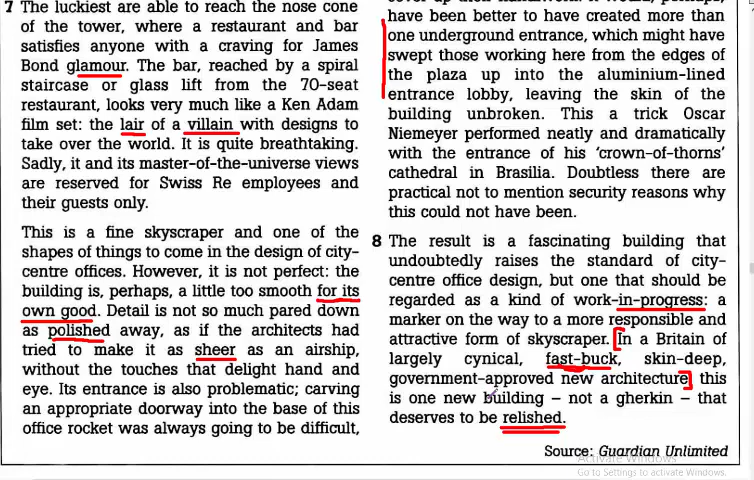 7 The luckiest are able to reach the nose cone
of the tower, where a restaurant and bar
satisfies anyone with a craving for James
Bond glamour. The bar, reached by a spiral
staircase or glass lift from the 70-seat
restaurant, looks very much like a Ken Adam
film set: the lair of a villain with designs to
take over the world. It is quite breathtaking.
Sadly, it and its master-of-the-universe views
are reserved for Swiss Re employees and
their guests only.
This is a fine skyscraper and one of the
shapes of things to come in the design of city-
centre offices. However, it is not perfect: the
building is, perhaps, a little too smooth for its
own good. Detail is not so much pared down
as polished away, as if the architects had
tried to make it as sheer as an airship,
without the touches that delight hand and
eye. Its entrance is also problematic; carving
an appropriate doorway into the base of this
office rocket was always going to be difficult,
have been better to have created more than
one underground entrance, which might have
swept those working here from the edges of
the plaza up into the aluminium-lined
entrance lobby, leaving the skin of the
building unbroken. This a trick Oscar
Niemeyer performed neatly and dramatically
with the entrance of his ‘crown-of-thorns’
cathedral in Brasilia. Doubtless there are
practical not to mention security reasons why
this could not have been.
8 The result is a fascinating building that
undoubtedly raises the standard of city-
centre office design, but one that should be
regarded as a kind of work-in-progress: a
marker on the way to a more responsible and
attractive form of skyscraper. In a Britain of
largely cynical, fast-buck, skin-deep,
government-approved new architecture, this
is one new building – not a gherkin – that
deserves to be relished.
Source: Guardian Unlimited
Activate Windows
Go to Settings to activate Windows.